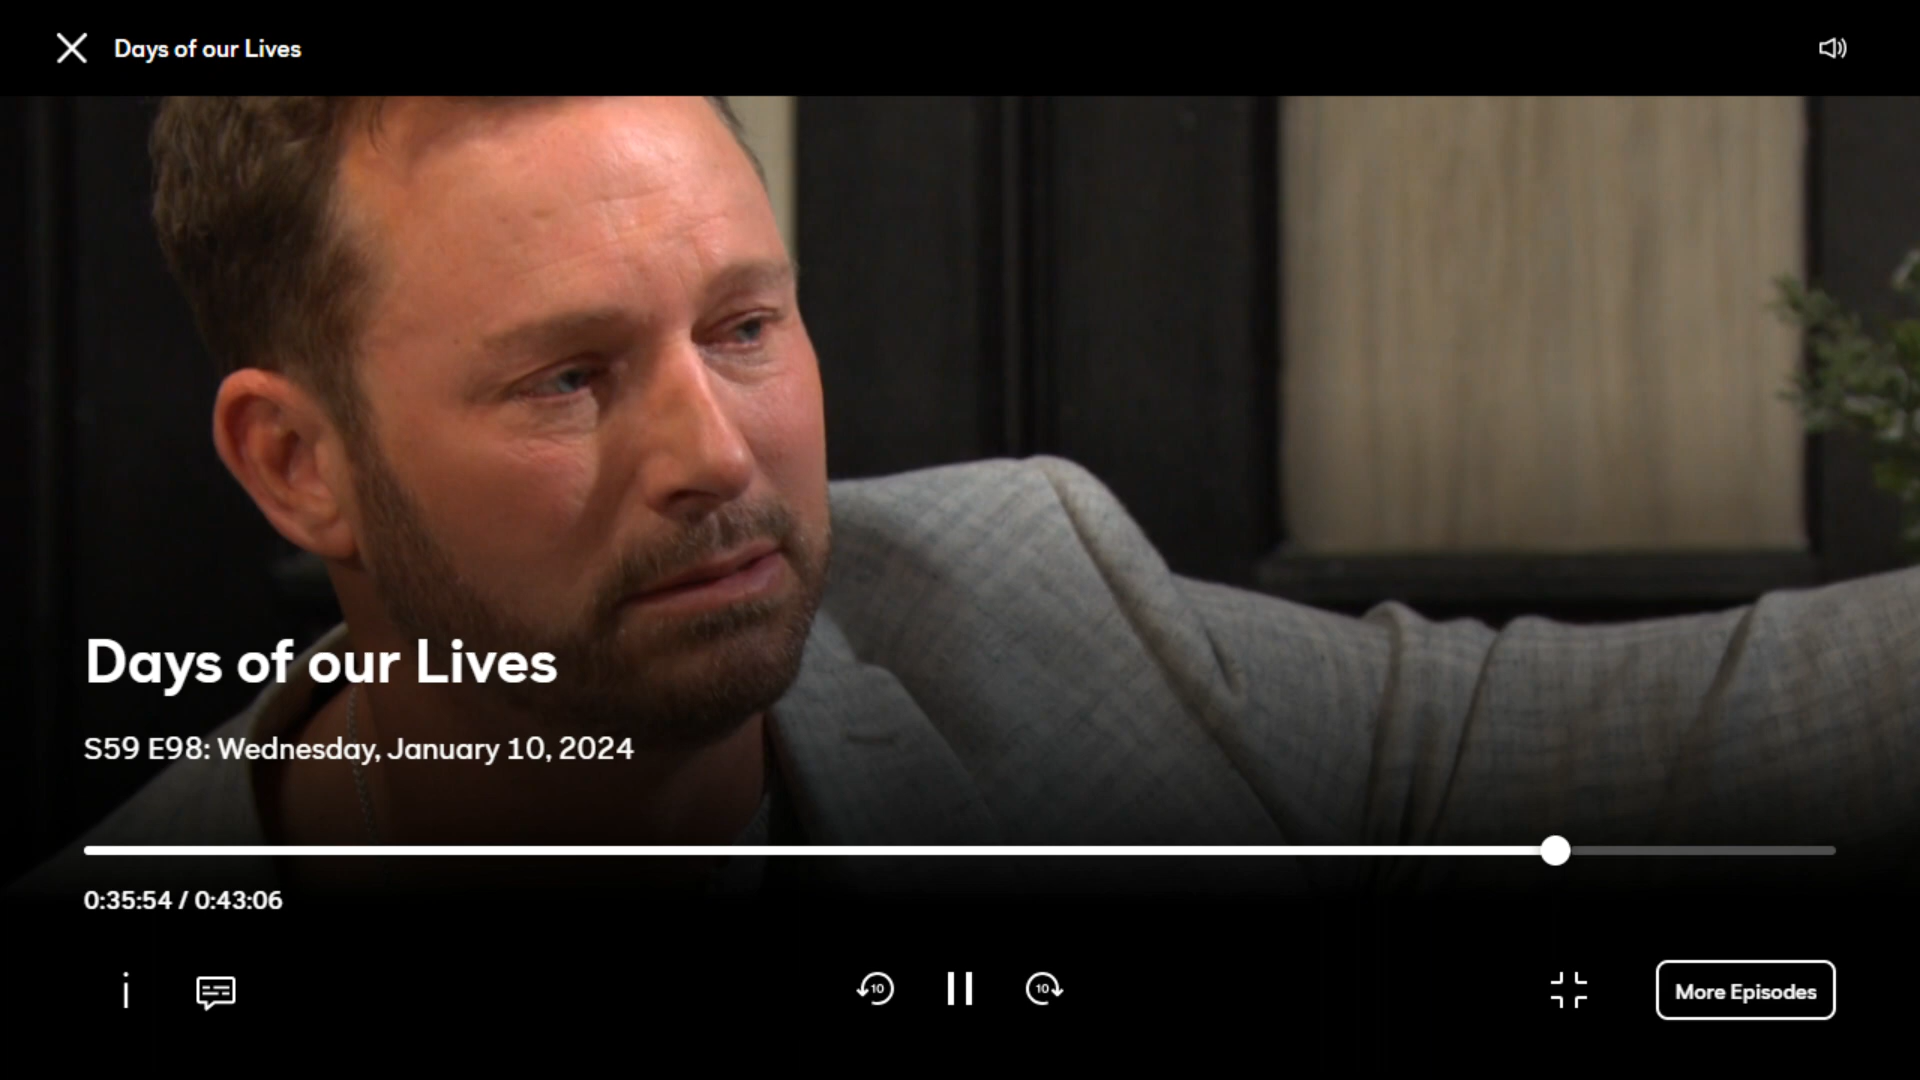 Days of our Lives
Days of our Lives
S59 E98: Wednesday, January 10, 2024
0:35:54 / 0:43:06
10
10
More Episodes